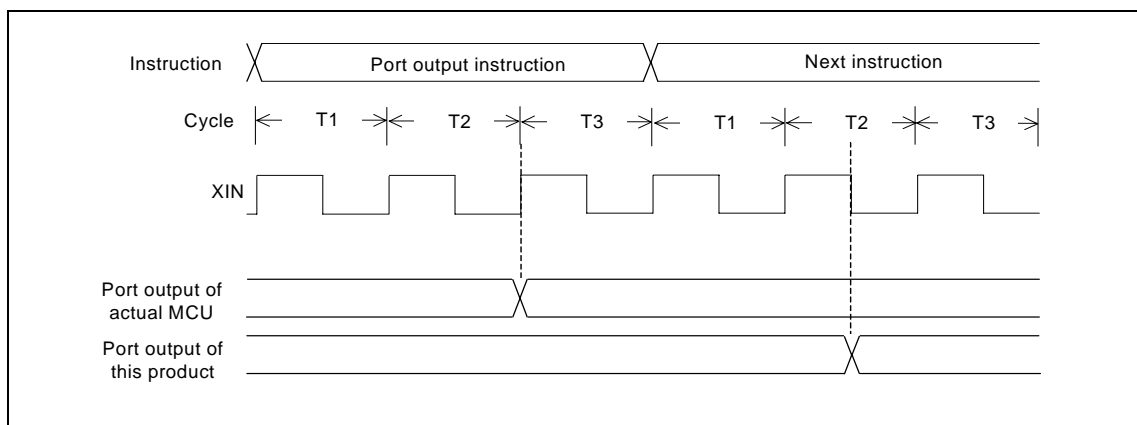 Instruction
Port output instruction
Next instruction
Cycle
T1
T2
T3
T1
T2
T3
XIN
Port output of
actual MCU
Port output of
this product